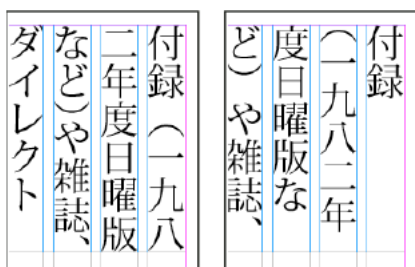 付録（一九八
二年度日曜版
など）や雑誌、
ダイレクト
付録
（一九八二年
度日曜版な
ど）や雑誌、